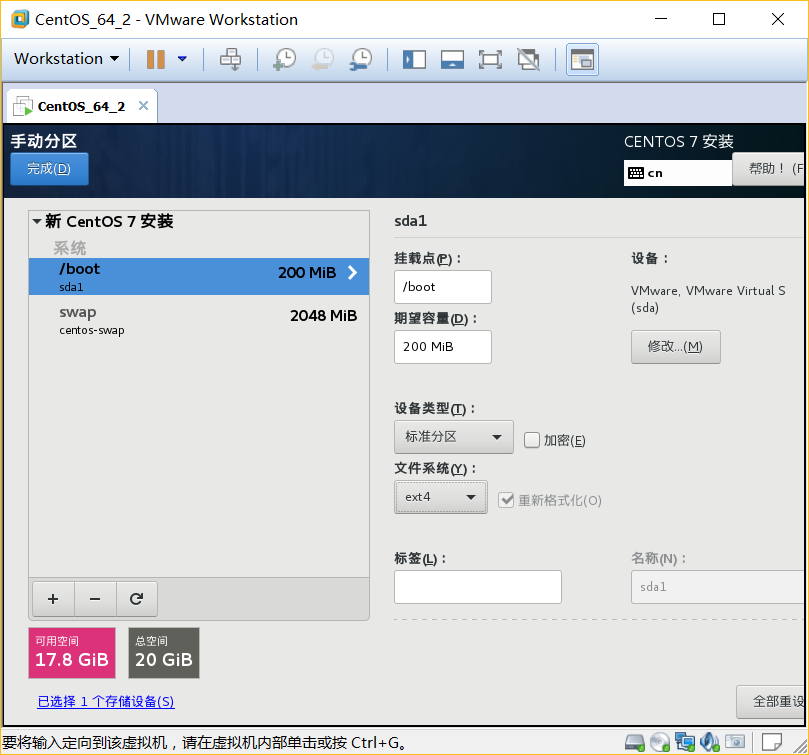 CentOS_64_2 - VMware Workstation
Workstation
CentOS_64_2
手动分区
CENTOS 7 安装
完成(D)
cn
帮助！(F
新 CentOS 7 安装
系统
/boot
200 MiB
sda1
swap
2048 MiB
centos-swap
sda1
挂载点(P)：
/boot
期望容量(D)：
200 MiB
设备：
VMware, VMware Virtual S
(sda)
修改...(M)
设备类型(T)：
标准分区
加密(E)
文件系统(Y)：
ext4
重新格式化(O)
标签(L)：
名称(N)：
sda1
可用空间
17.8 GiB
总空间
20 GiB
已选择 1 个存储设备(S)
全部重设
要将输入定向到该虚拟机，请在虚拟机内部单击或按 Ctrl+G。